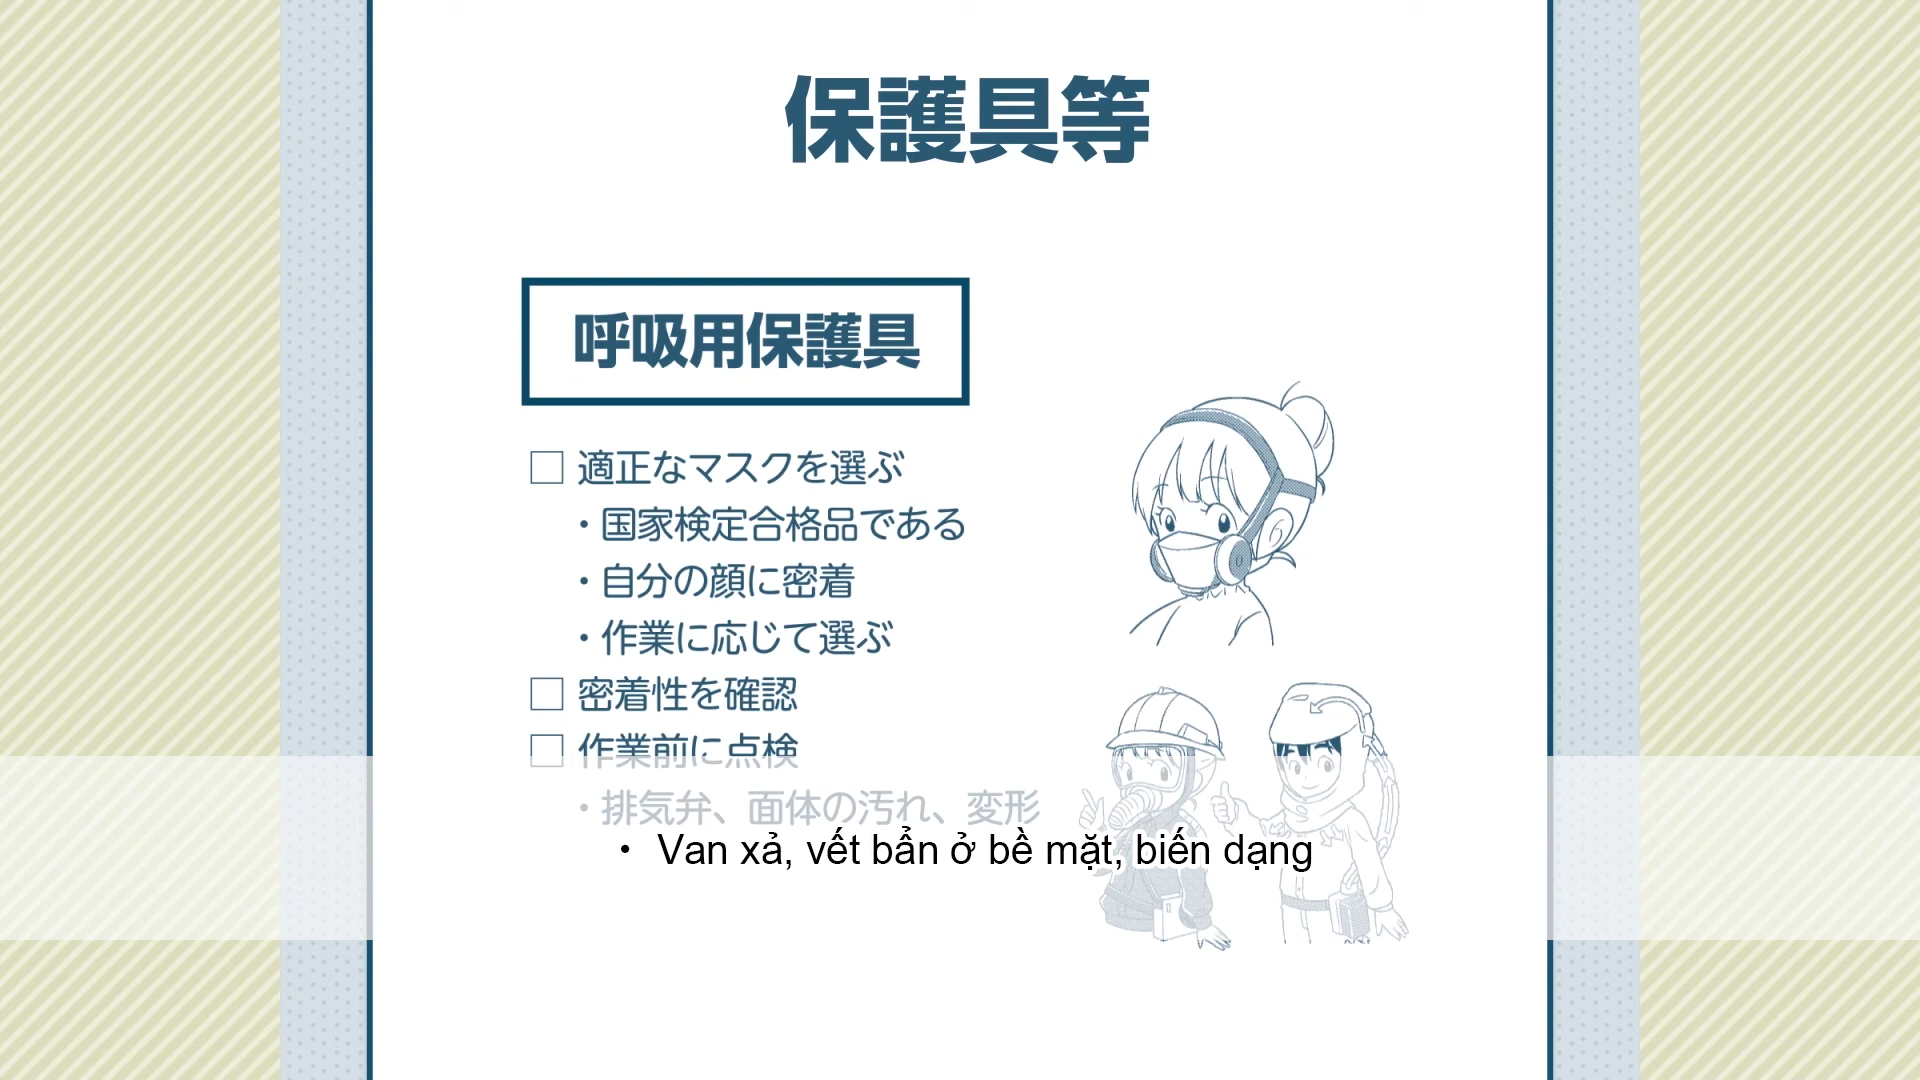 保護具等
呼吸用保護具
□ 適正なマスクを選ぶ
・国家検定合格品である
・自分の顔に密着
・作業に応じて選ぶ
□ 密着性を確認
□ 作業前に点検
・排気弁、面体の汚れ、変形
・ Van xả, vết bẩn ở bề mặt, biến dạng